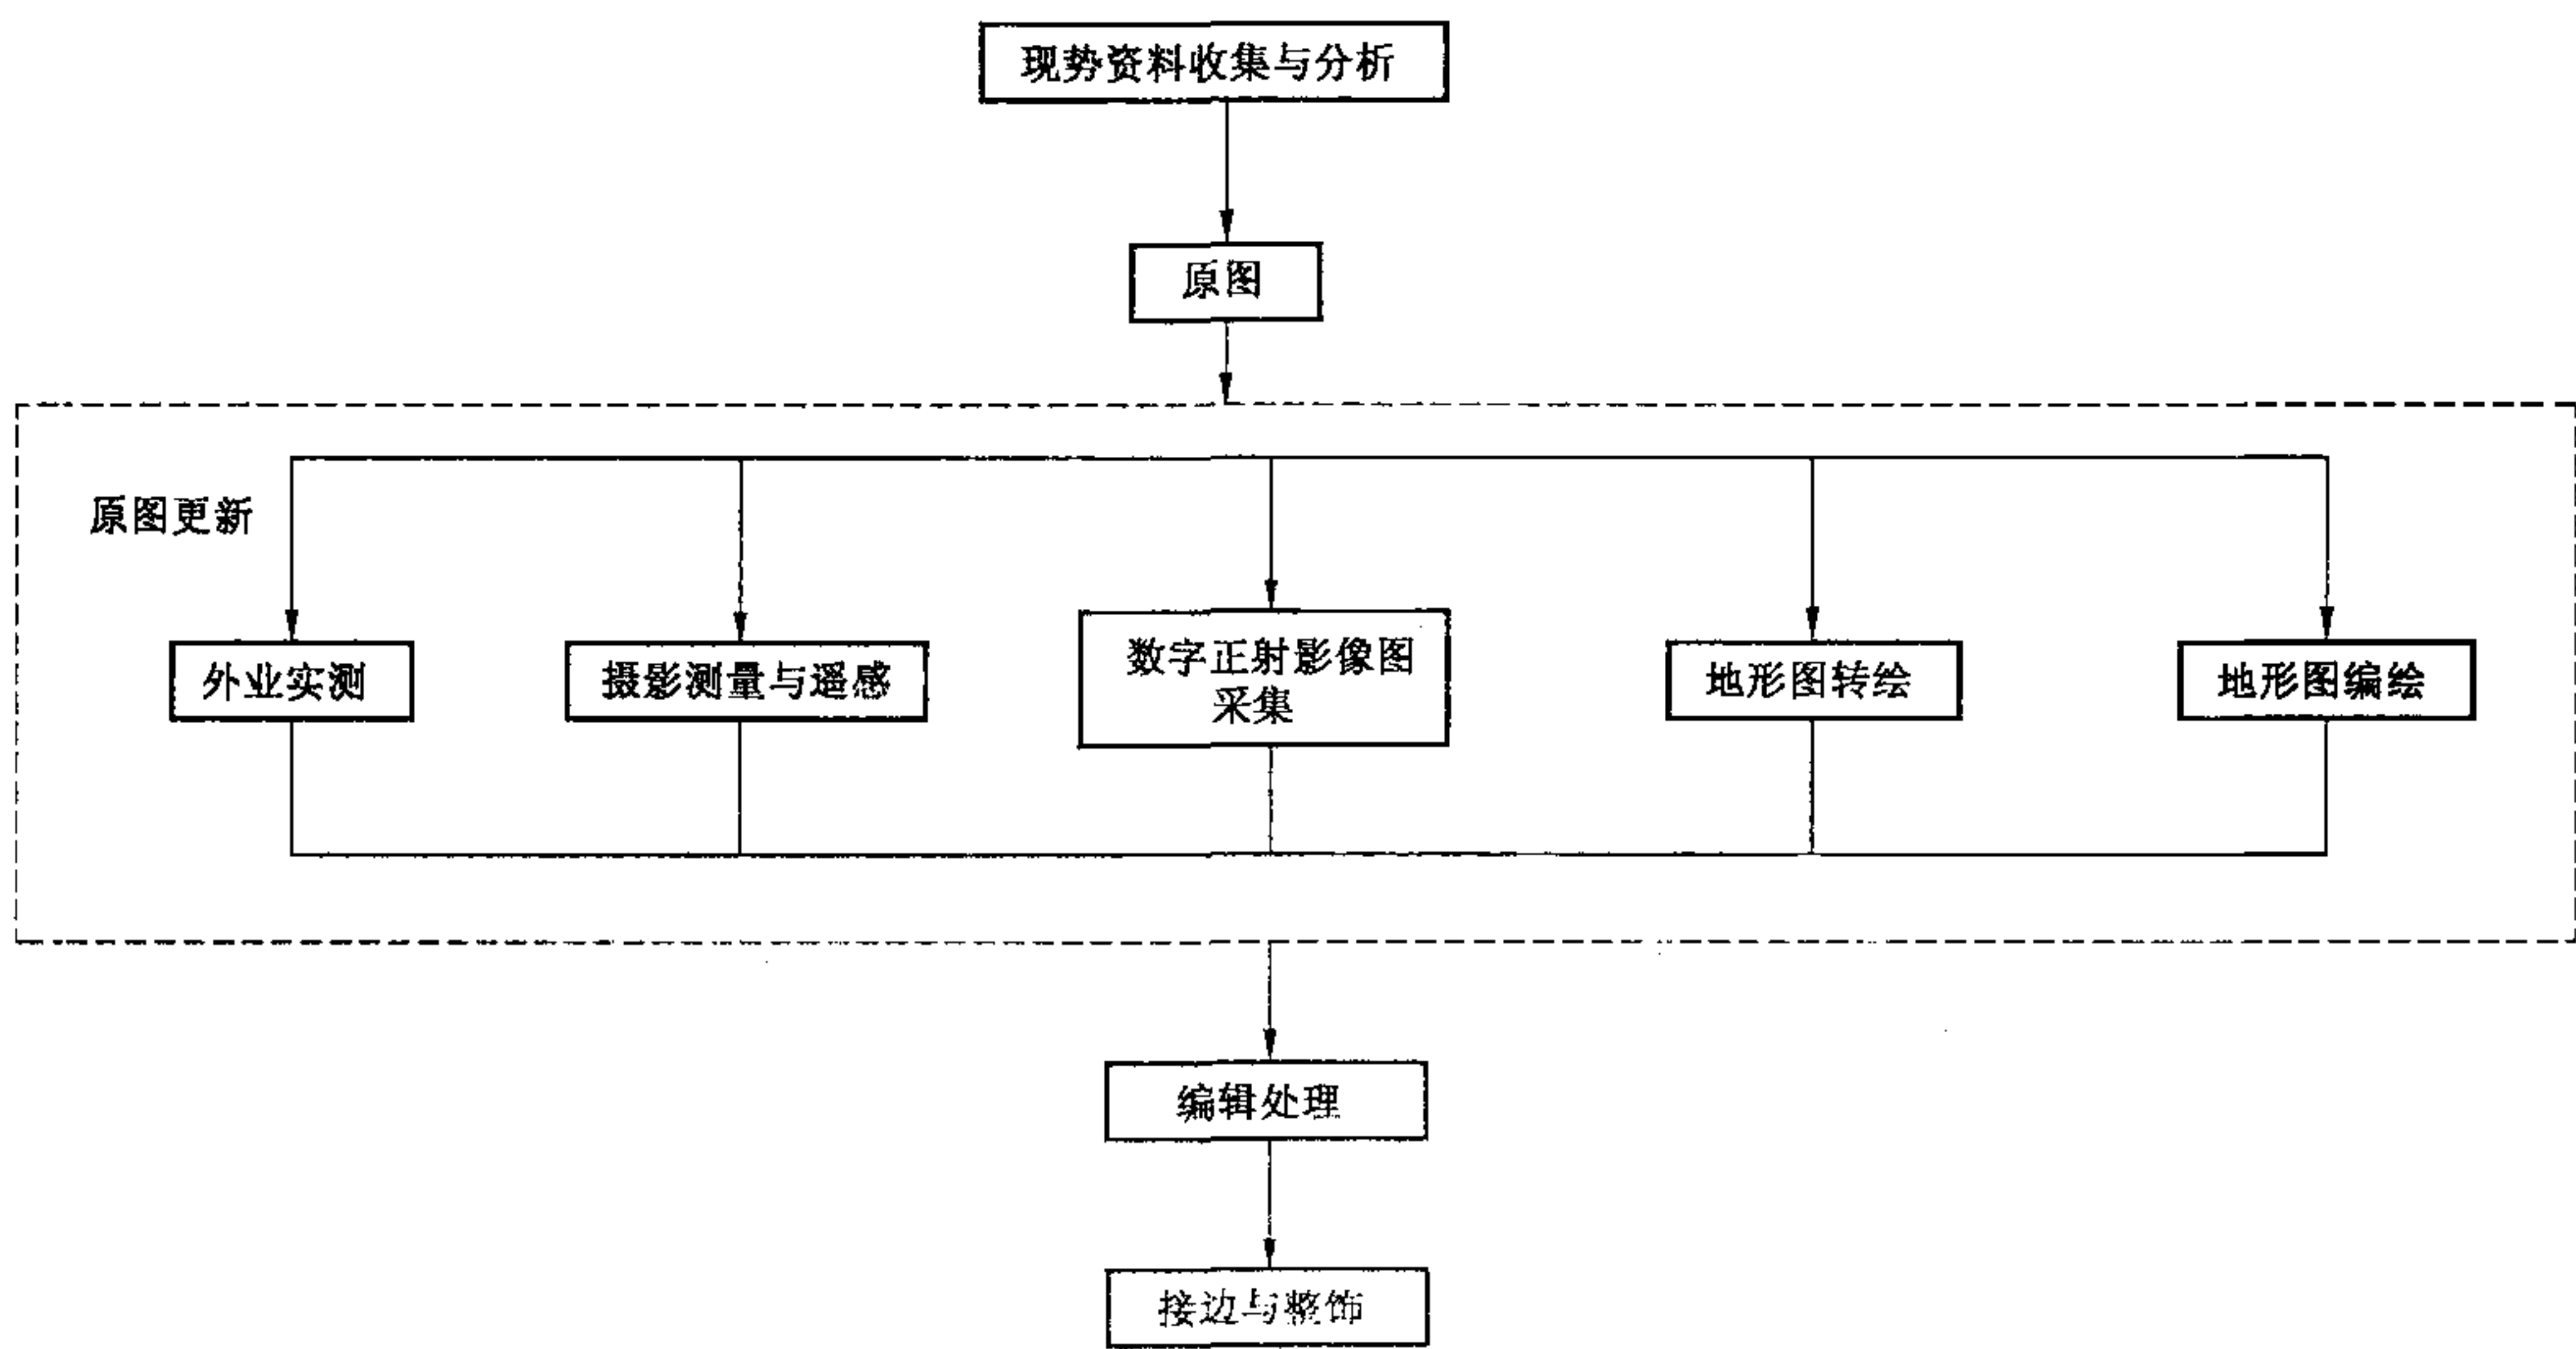 现势资料收集与分析
原图
原图更新
外业实测
摄影测量与遥感
数字正射影像图
采集
地形图转绘
地形图编绘
编辑处理
接边与整饰